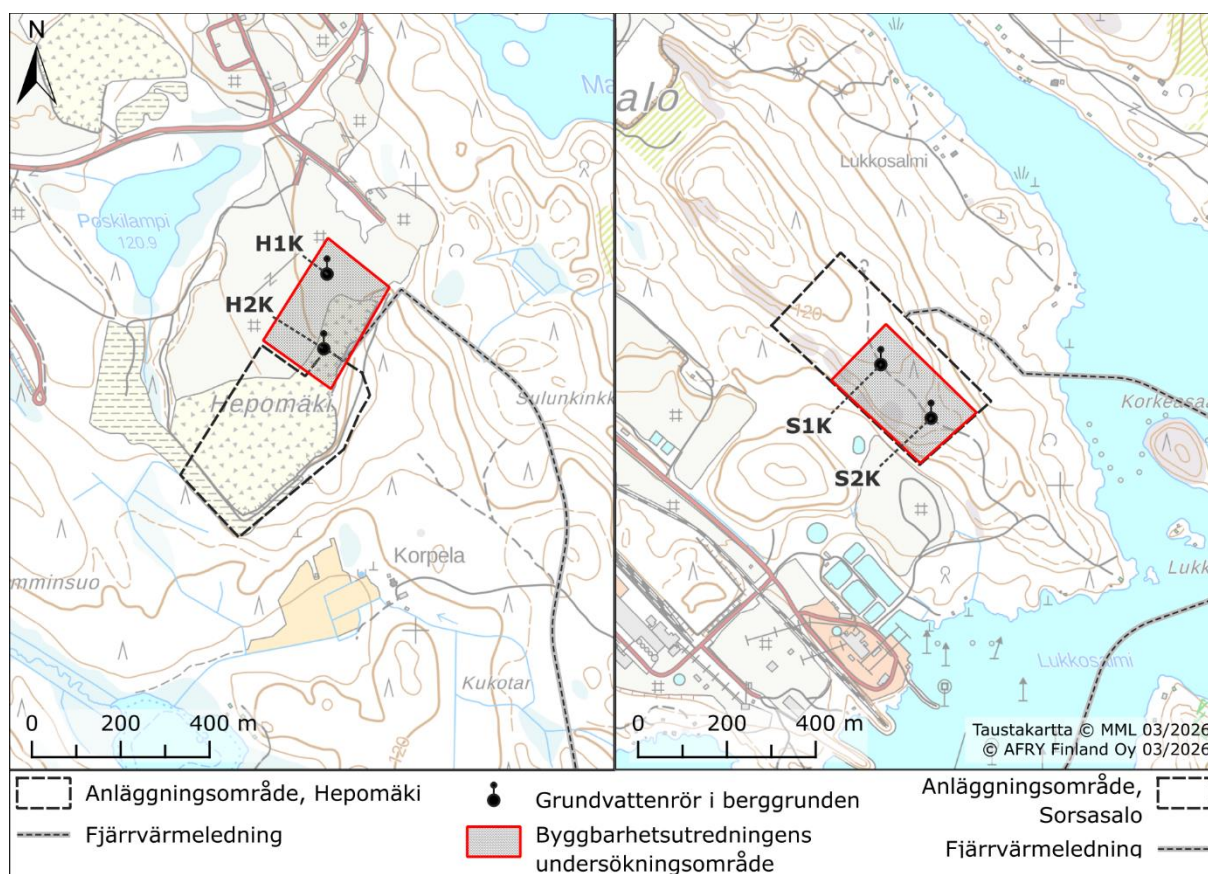 N
Poskilampi
120.9
H1K
H2K
Hepomäki
Sulunkinkk
Korpela
mminsuo
Kukotar
120
0 200 400 m
Ma
alo
Lukkosalmi
120
S1K
S2K
Korkeasaa
Lukk
Lukkosalmi
0 200 400 m
Taustakartta © MML 03/2026
© AFRY Finland Oy 03/2026
Anläggningsområde, Hepomäki
Fjärrvärmeledning
Grundvattenrör i berggrunden
Byggbarhetsutredningens
undersökningsområde
Anläggningsområde,
Sorsasalo
Fjärrvärmeledning